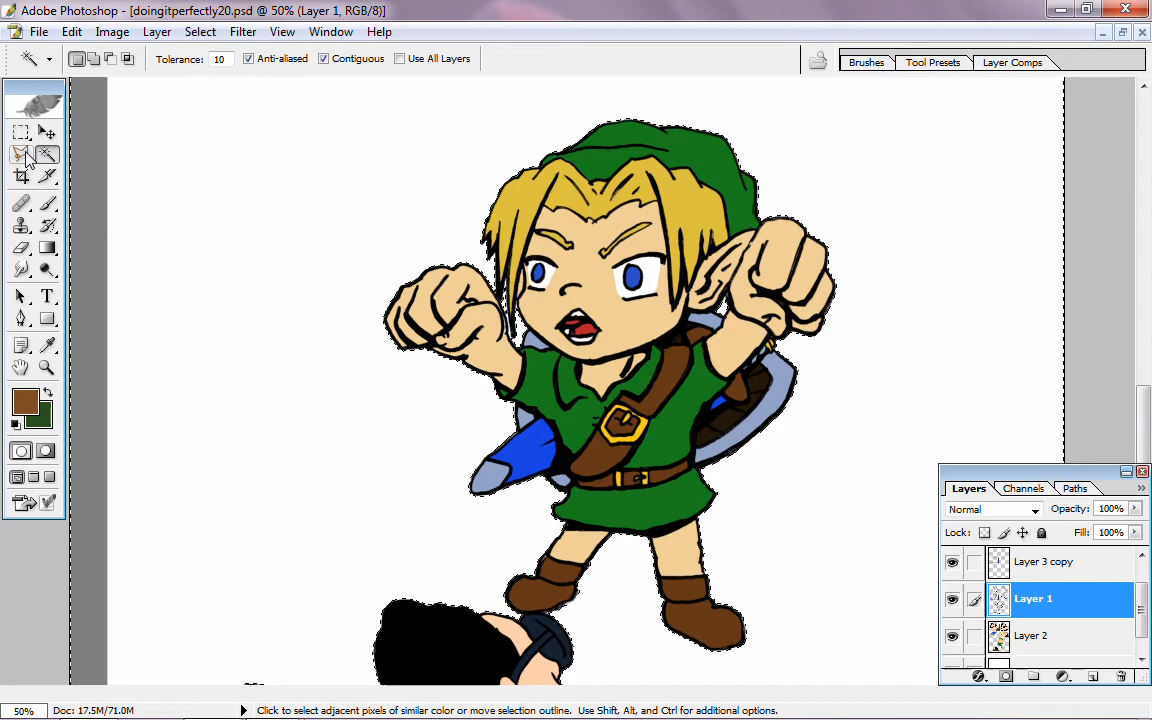 Adobe Photoshop - [doingitperfectly20.psd @ 50% (Layer 1, RGB/8)]
File Edit Image Layer Select Filter View Window Help
Tolerance: 10 Anti-aliased Contiguous Use All Layers Brushes Tool Presets Layer Comps
T
Layers Channels Paths
Normal Opacity: 100%
Lock: Fill: 100%
Layer 3 copy
Layer 1
Layer 2
50% Doc: 17.5M/71.0M Click to select adjacent pixels of similar color or move selection outline. Use Shift, Alt, and Ctrl for additional options.